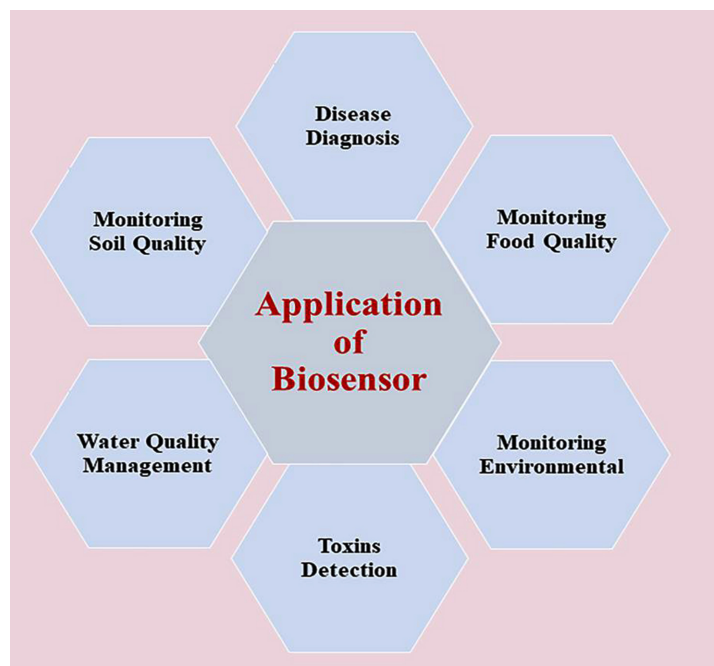 Disease
Diagnosis
Monitoring
Soil Quality
Monitoring
Food Quality
Application
of
Biosensor
Water Quality
Management
Monitoring
Environmental
Toxins
Detection